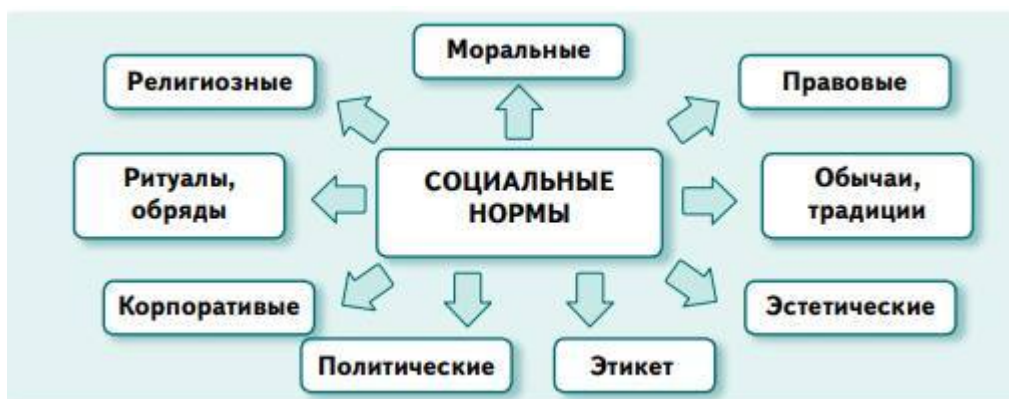 Моральные
Религиозные
Правовые
СОЦИАЛЬНЫЕ
НОРМЫ
Ритуалы,
обряды
Обычаи,
традиции
Корпоративые
Эстетические
Политические
Этикет